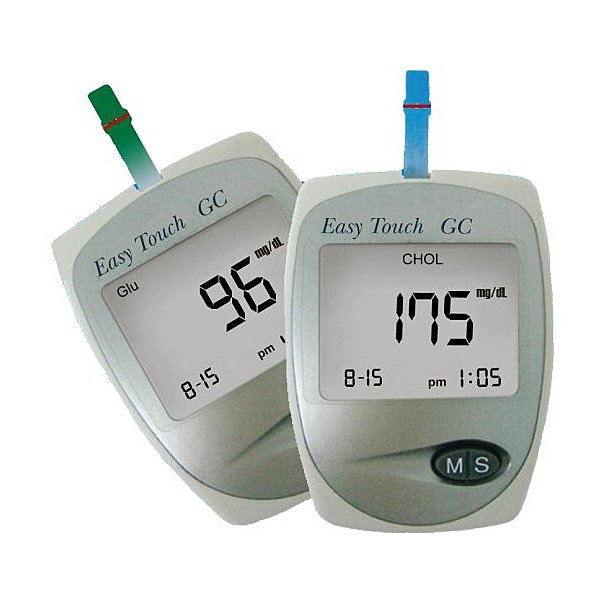 Easy Touch GC
Glu
96 mg/dL
pm
8-15
Easy Touch GC
CHOL
175 mg/dL
8-15 pm 1:05
M S